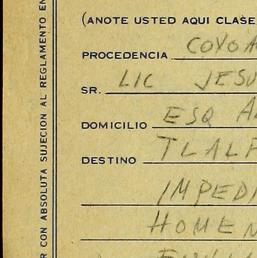 (ANOTE USTED AQUI CLASE
PROCEDENCIA COYOA
SR. LIC JESU
DOMICILIO ESQ A
DESTINO TLALP
IMPEDI
HOMEN
R CON ABSOLUTA SUJECION AL REGLAMENTO EN